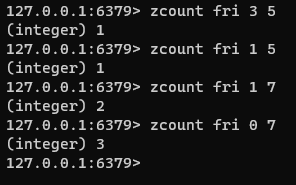 127.0.0.1:6379> zcount fri 3 5
(integer) 1
127.0.0.1:6379> zcount fri 1 5
(integer) 1
127.0.0.1:6379> zcount fri 1 7
(integer) 2
127.0.0.1:6379> zcount fri 0 7
(integer) 3
127.0.0.1:6379>